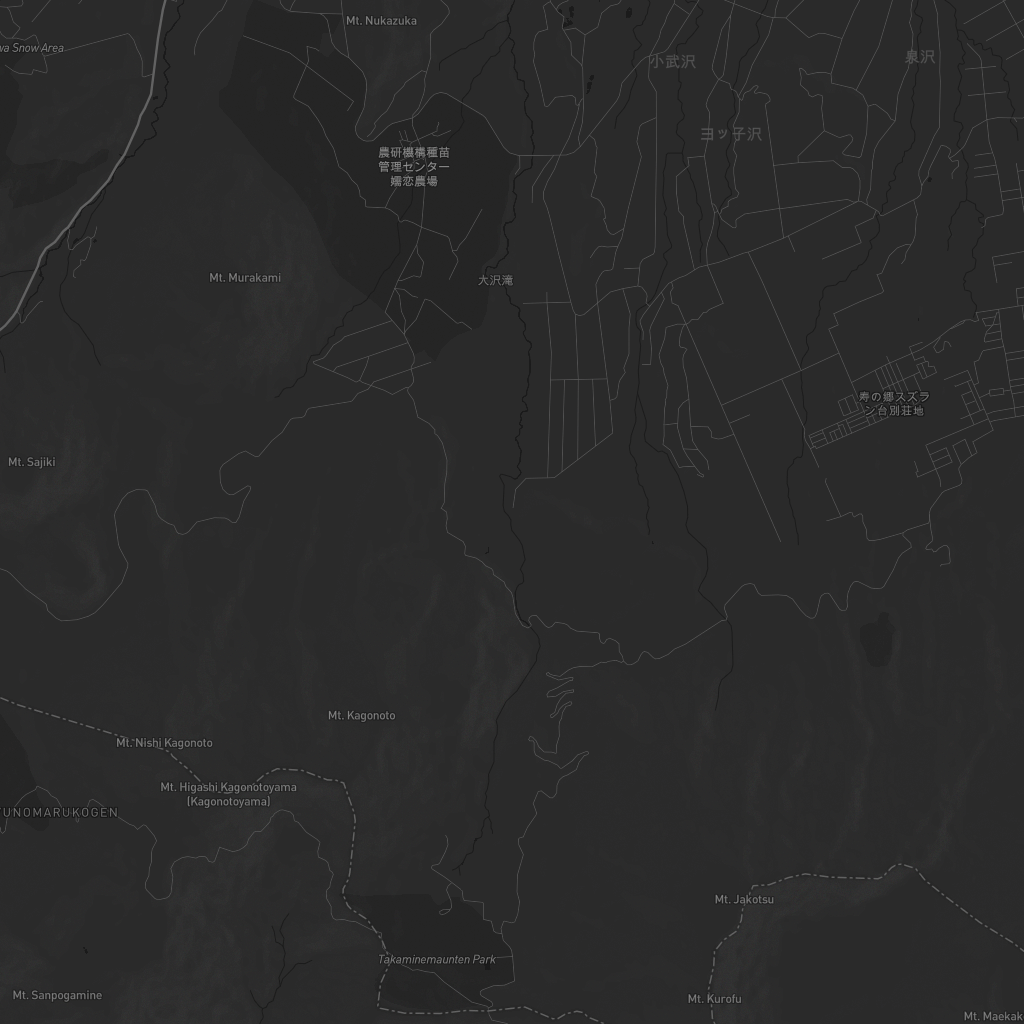 Mt. Nukazuka
wa Snow Area
小武沢
泉沢
ヨッ子沢
農研機構種苗
管理センター
嬬恋農場
Mt. Murakami
大沢滝
寿の郷スズラ
ン台別荘地
Mt. Sajiki
Mt. Kagonoto
Mt. Nishi Kagonoto
Mt. Higashi Kagonotoyama
(Kagonotoyama)
YUNOMARUKOGEN
Mt. Jakotsu
Takaminemaunten Park
Mt. Sanpogamine
Mt. Kurofu
Mt. Maekak